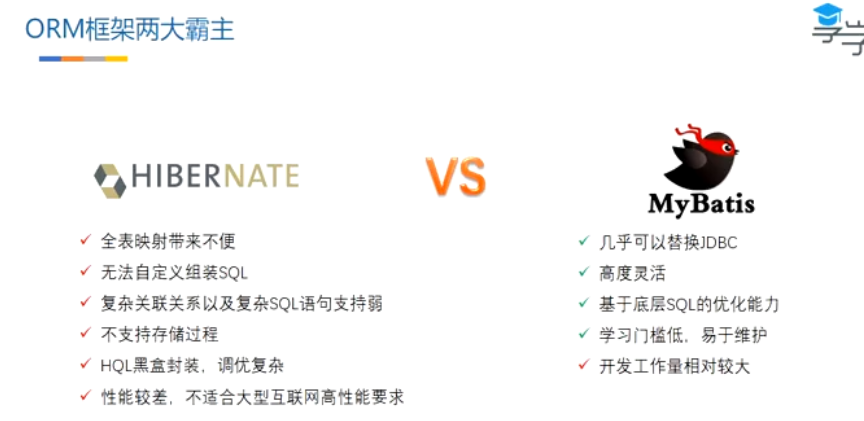 ORM框架两大霸主
HIBERNATE
VS
MyBatis
全表映射带来不便
无法自定义组装SQL
复杂关联关系以及复杂SQL语句支持弱
不支持存储过程
HQL黑盒封装，调优复杂
性能较差，不适合大型互联网高性能要求
几乎可以替换JDBC
高度灵活
基于底层SQL的优化能力
学习门槛低，易于维护
开发工作量相对较大